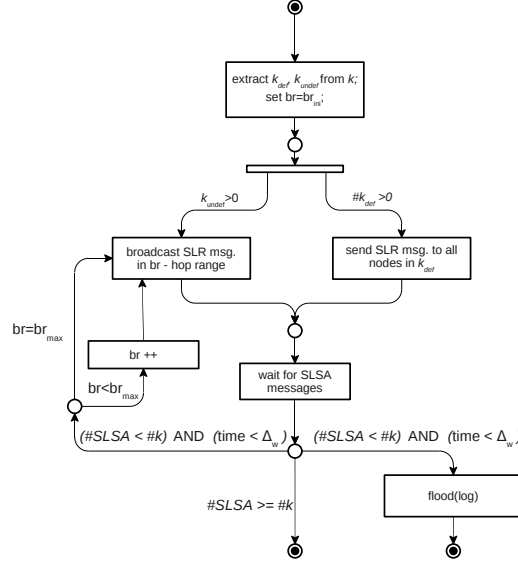 extract k_def, k_undef from k;
set br=br_ini;
k_undef>0
#k_def >0
broadcast SLR msg.
in br - hop range
send SLR msg. to all
nodes in k_def
br=br_max
br ++
wait for SLSA
messages
br<br_max
(#SLSA < #k) AND (time < Δ_w)
(#SLSA < #k) AND (time < Δ_w)
#SLSA >= #k
flood(log)